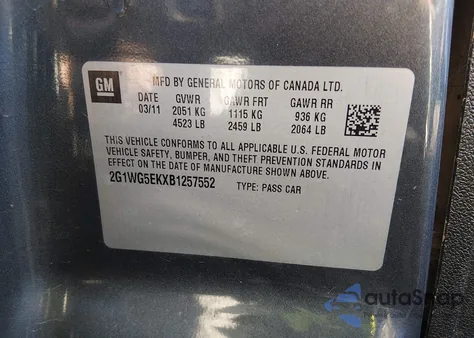 GM
MFD BY GENERAL MOTORS OF CANADA LTD.
DATE GVWR GAWR FRT GAWR RR
03/11 2051 KG 1115 KG 936 KG
4523 LB 2459 LB 2064 LB
THIS VEHICLE CONFORMS TO ALL APPLICABLE U.S. FEDERAL MOTOR
VEHICLE SAFETY, BUMPER, AND THEFT PREVENTION STANDARDS IN
EFFECT ON THE DATE OF MANUFACTURE SHOWN ABOVE.
2G1WG5EKXB1257552 TYPE: PASS CAR
autoSnap